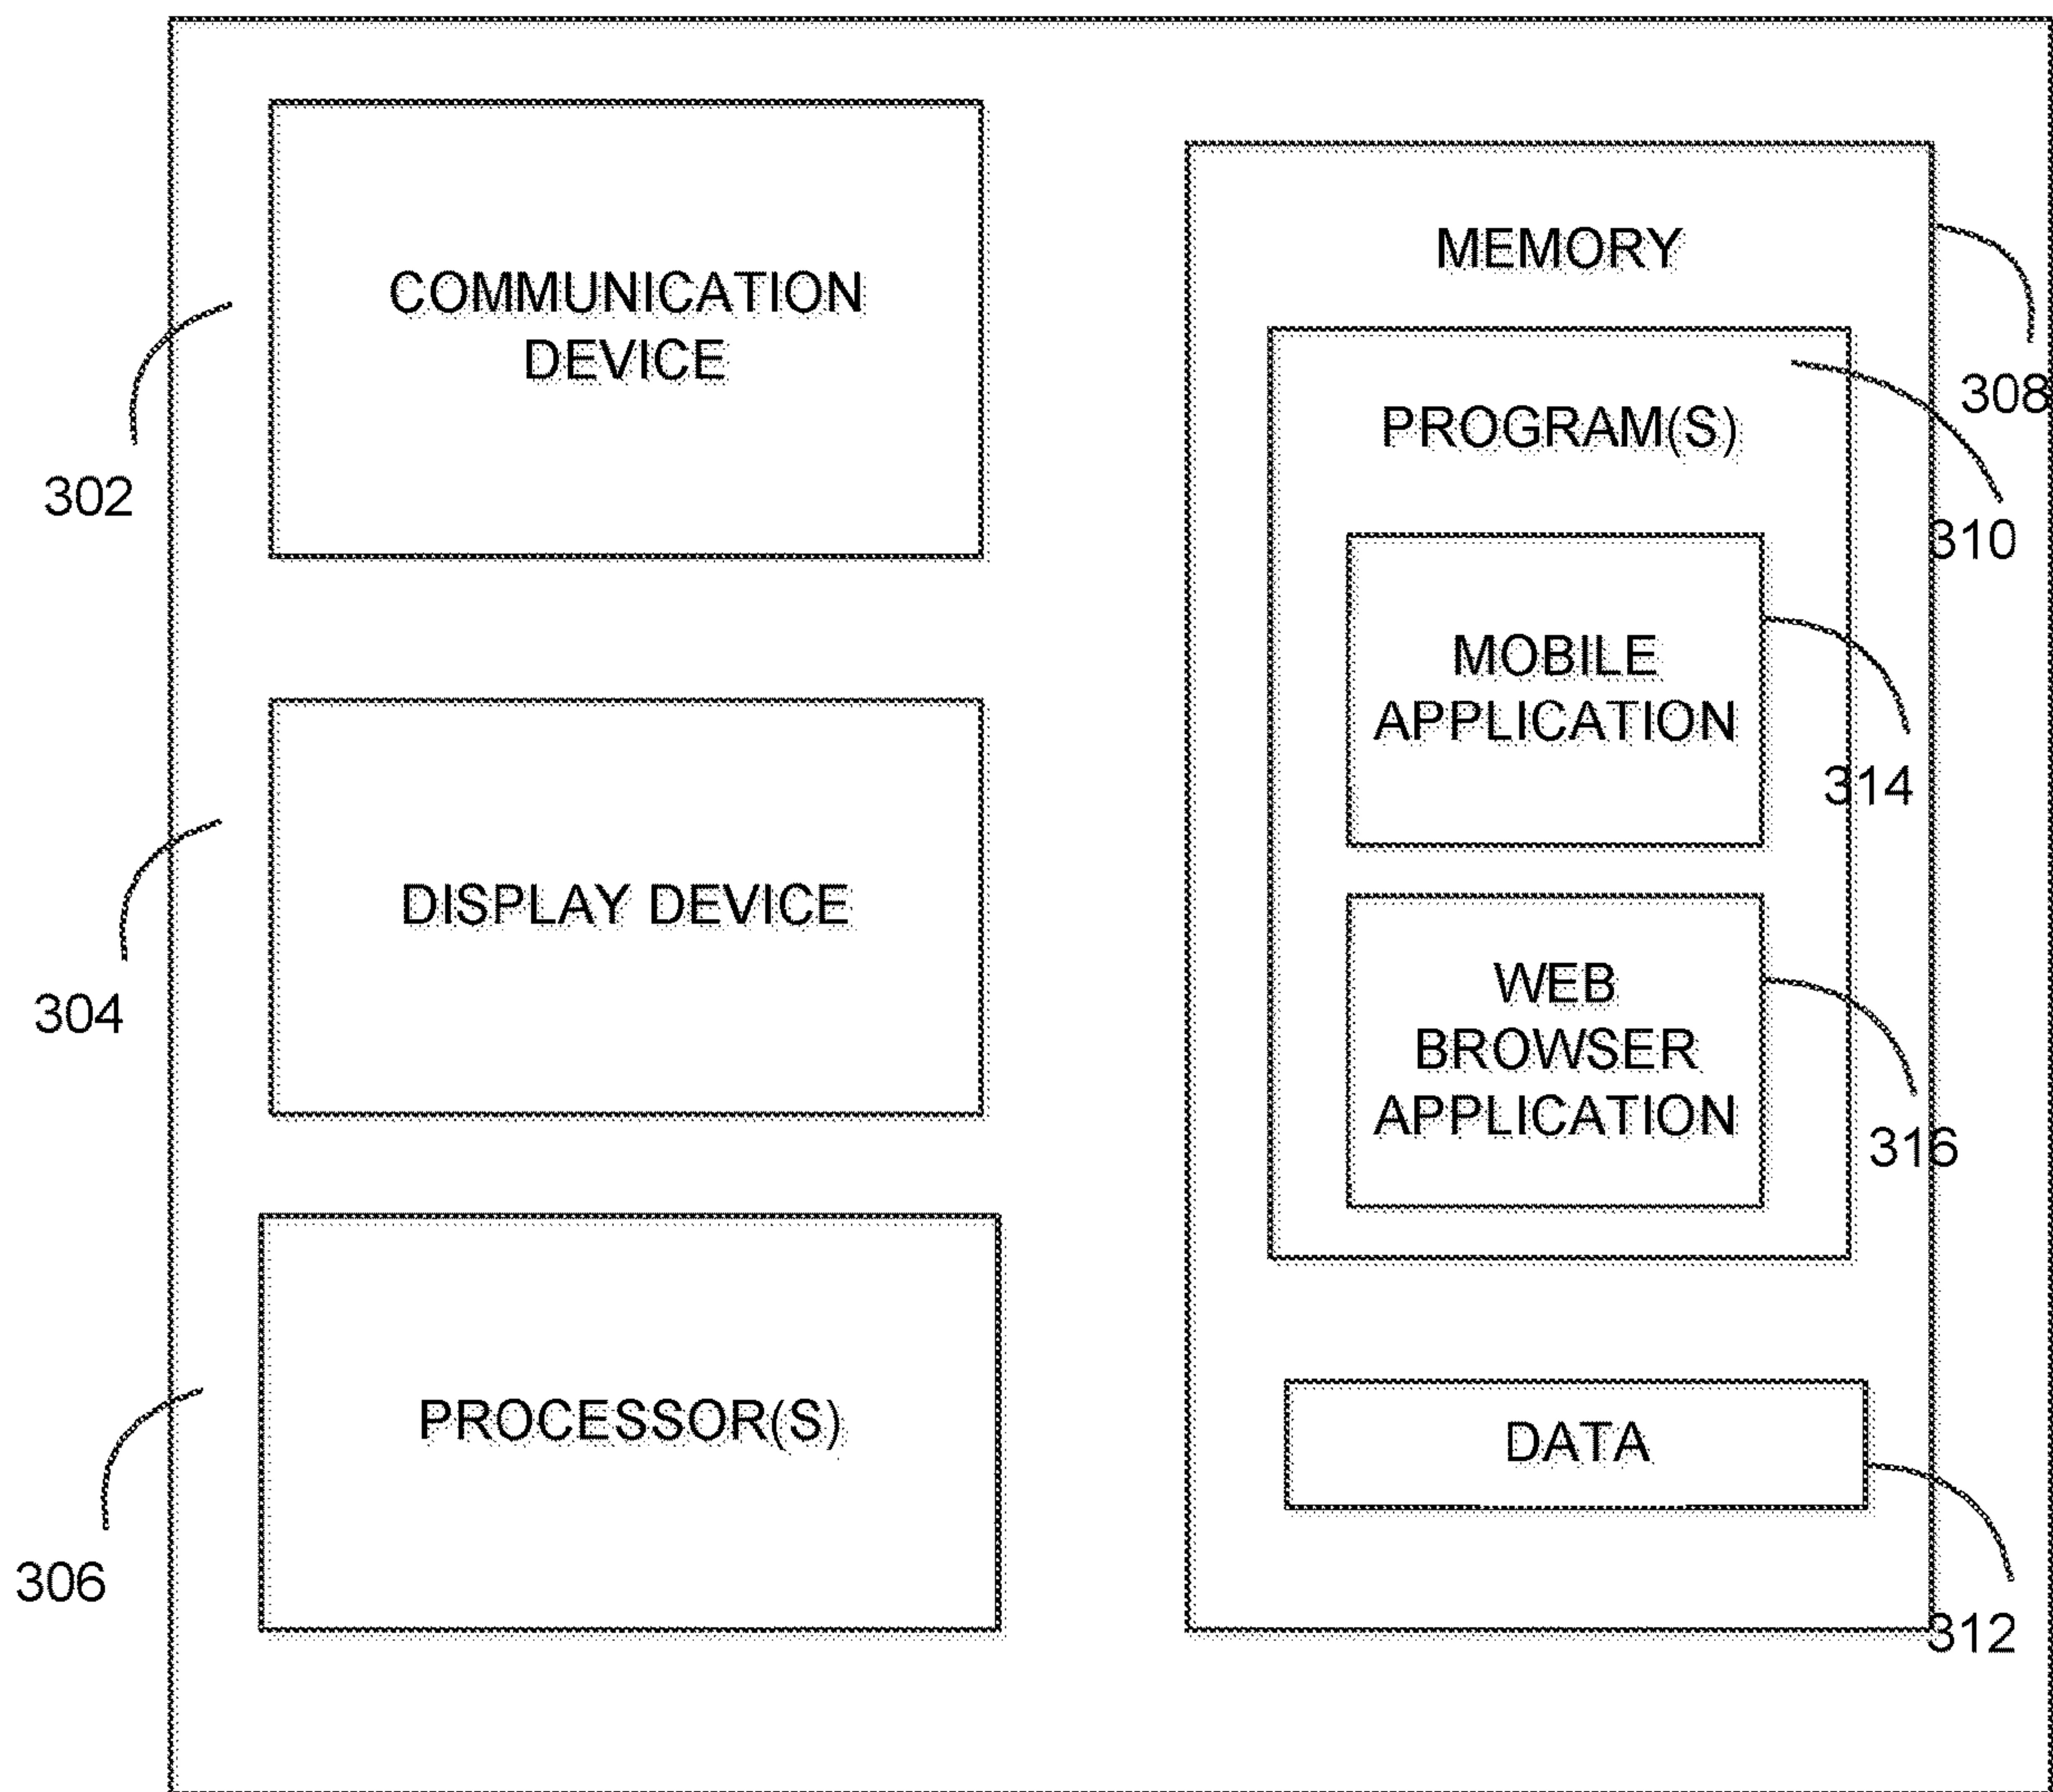 COMMUNICATION
DEVICE
302
DISPLAY DEVICE
304
PROCESSOR(S)
306
MEMORY
308
PROGRAM(S)
310
MOBILE
APPLICATION
314
WEB
BROWSER
APPLICATION
316
DATA
312